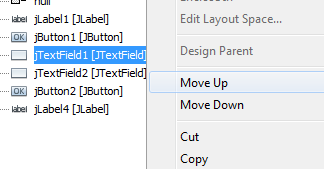 null
label jLabel1 [JLabel]
OK jButton1 [JButton]
jTextField1 [JTextField]
jTextField2 [JTextField]
OK jButton2 [JButton]
label jLabel4 [JLabel]
Edit Layout Space...
Design Parent
Move Up
Move Down
Cut
Copy